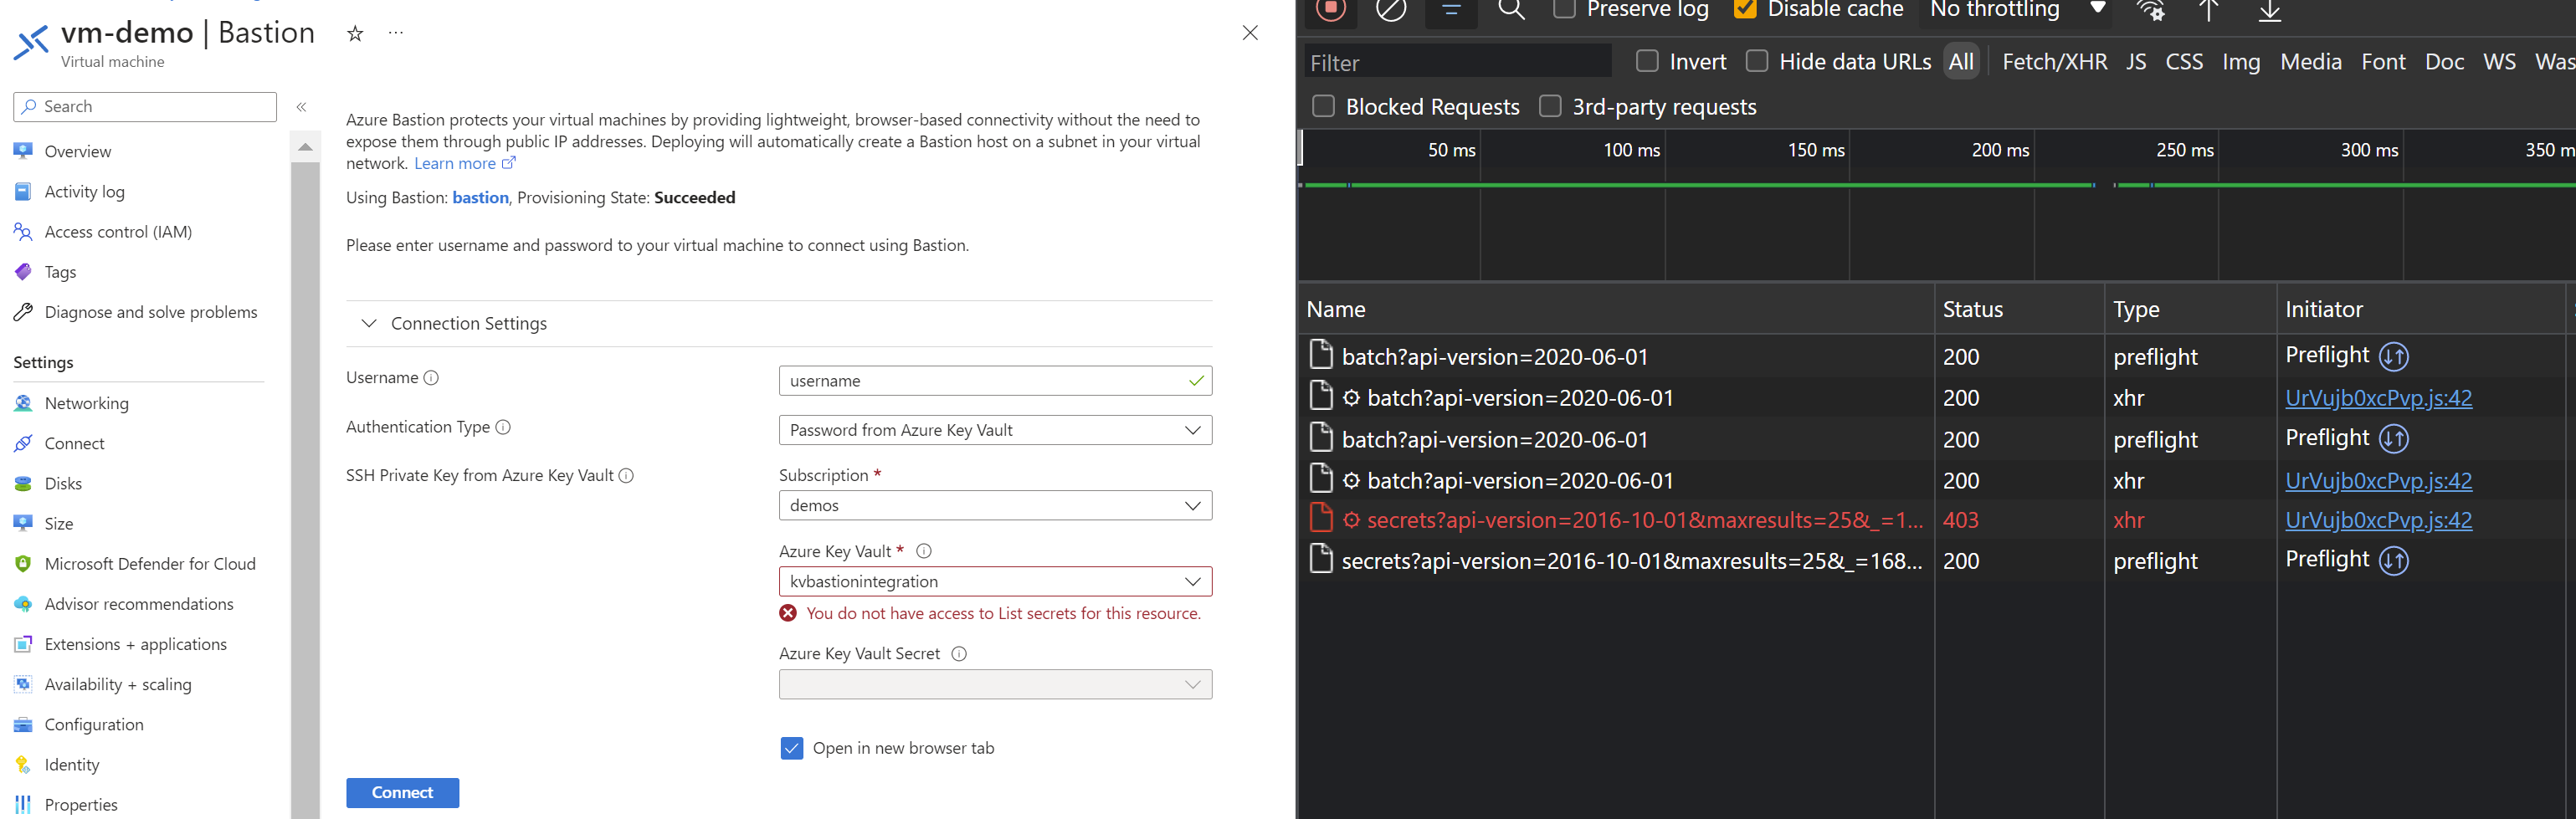 vm-demo | Bastion
Virtual machine
Search
Overview
Activity log
Access control (IAM)
Tags
Diagnose and solve problems
Settings
Networking
Connect
Disks
Size
Microsoft Defender for Cloud
Advisor recommendations
Extensions + applications
Availability + scaling
Configuration
Identity
Properties
Azure Bastion protects your virtual machines by providing lightweight, browser-based connectivity without the need to
expose them through public IP addresses. Deploying will automatically create a Bastion host on a subnet in your virtual
network. Learn more
Using Bastion: bastion, Provisioning State: Succeeded
Please enter username and password to your virtual machine to connect using Bastion.
Connection Settings
Username
username
Authentication Type
Password from Azure Key Vault
SSH Private Key from Azure Key Vault
Subscription *
demos
Azure Key Vault *
kvbastionintegration
You do not have access to List secrets for this resource.
Azure Key Vault Secret
Open in new browser tab
Connect
Preserve log Disable cache No throttling
Filter Invert Hide data URLs All Fetch/XHR JS CSS Img Media Font Doc WS Was
Blocked Requests 3rd-party requests
50 ms 100 ms 150 ms 200 ms 250 ms 300 ms 350 m
Name Status Type Initiator
batch?api-version=2020-06-01 200 preflight Preflight
batch?api-version=2020-06-01 200 xhr UrVujb0xcPvp.js:42
batch?api-version=2020-06-01 200 preflight Preflight
batch?api-version=2020-06-01 200 xhr UrVujb0xcPvp.js:42
secrets?api-version=2016-10-01&maxresults=25&_=1... 403 xhr UrVujb0xcPvp.js:42
secrets?api-version=2016-10-01&maxresults=25&_=168... 200 preflight Preflight